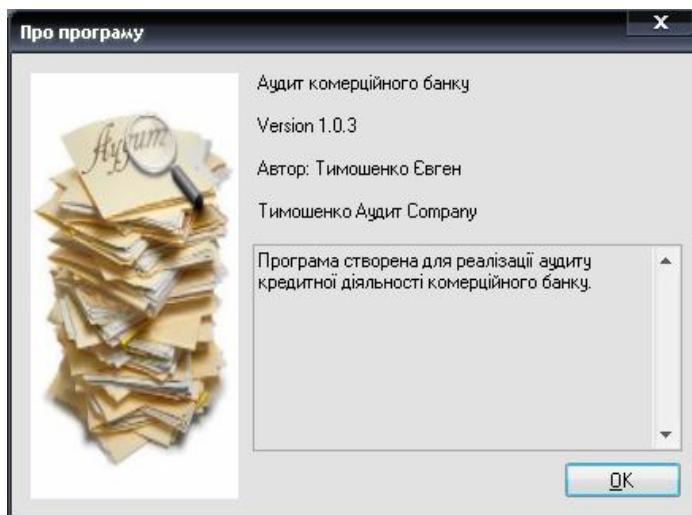 Про програму
X
Аудит
Аудит комерційного банку
Version 1.0.3
Автор: Тимошенко Євген
Тимошенко Аудит Company
Програма створена для реалізації аудиту
кредитної діяльності комерційного банку.
OK